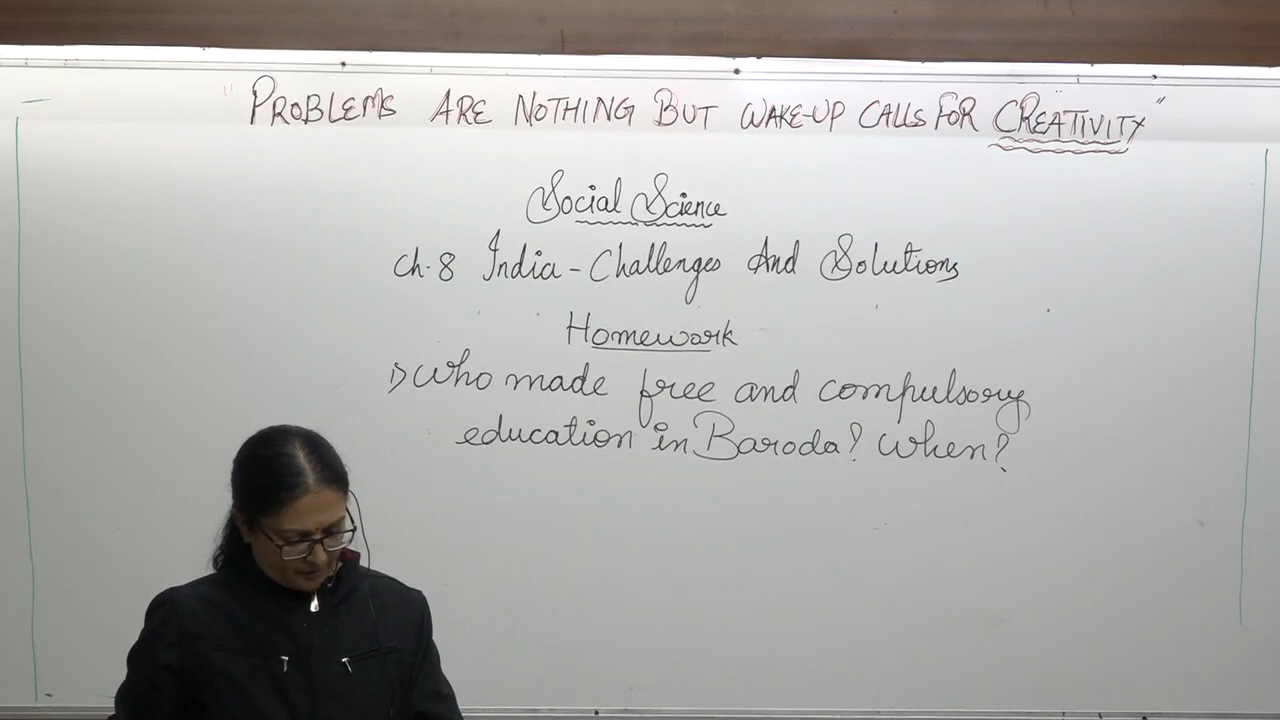 "PROBLEMS ARE NOTHING BUT WAKE-UP CALLS FOR CREATIVITY"
Social Science
Ch.8 India-Challenges And Solutions
Homework
1) Who made free and compulsory
education in Baroda? When?